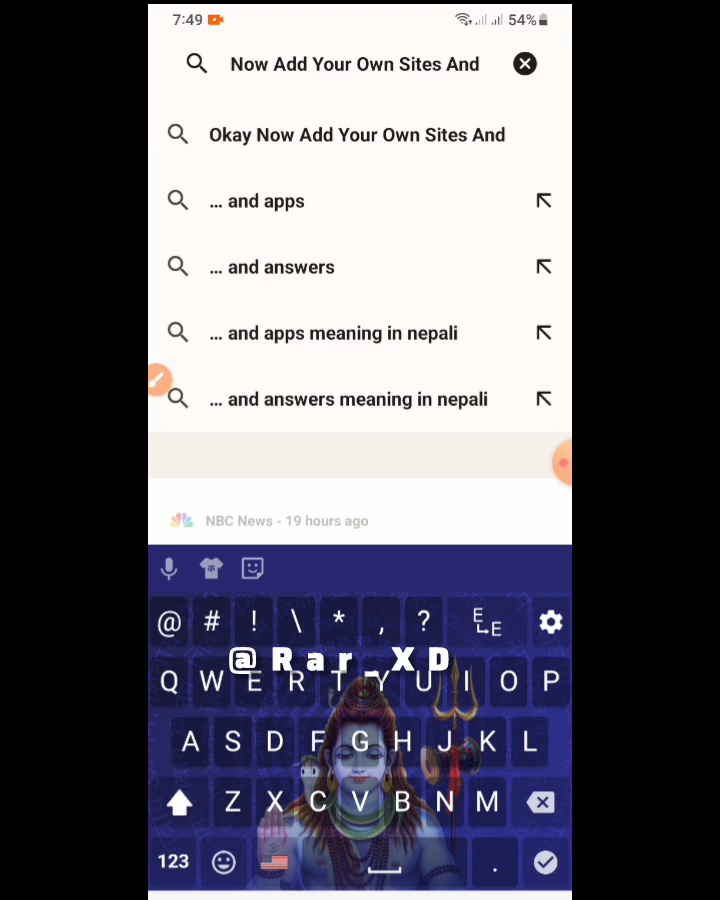 7:49 54%
Now Add Your Own Sites And
Okay Now Add Your Own Sites And
... and apps
... and answers
... and apps meaning in nepali
... and answers meaning in nepali
NBC News - 19 hours ago
क
@ # ! \ * , ? E E
@Rar_XD
Q W E R T Y U I O P
A S D F G H J K L
Z X C V B N M
123 .